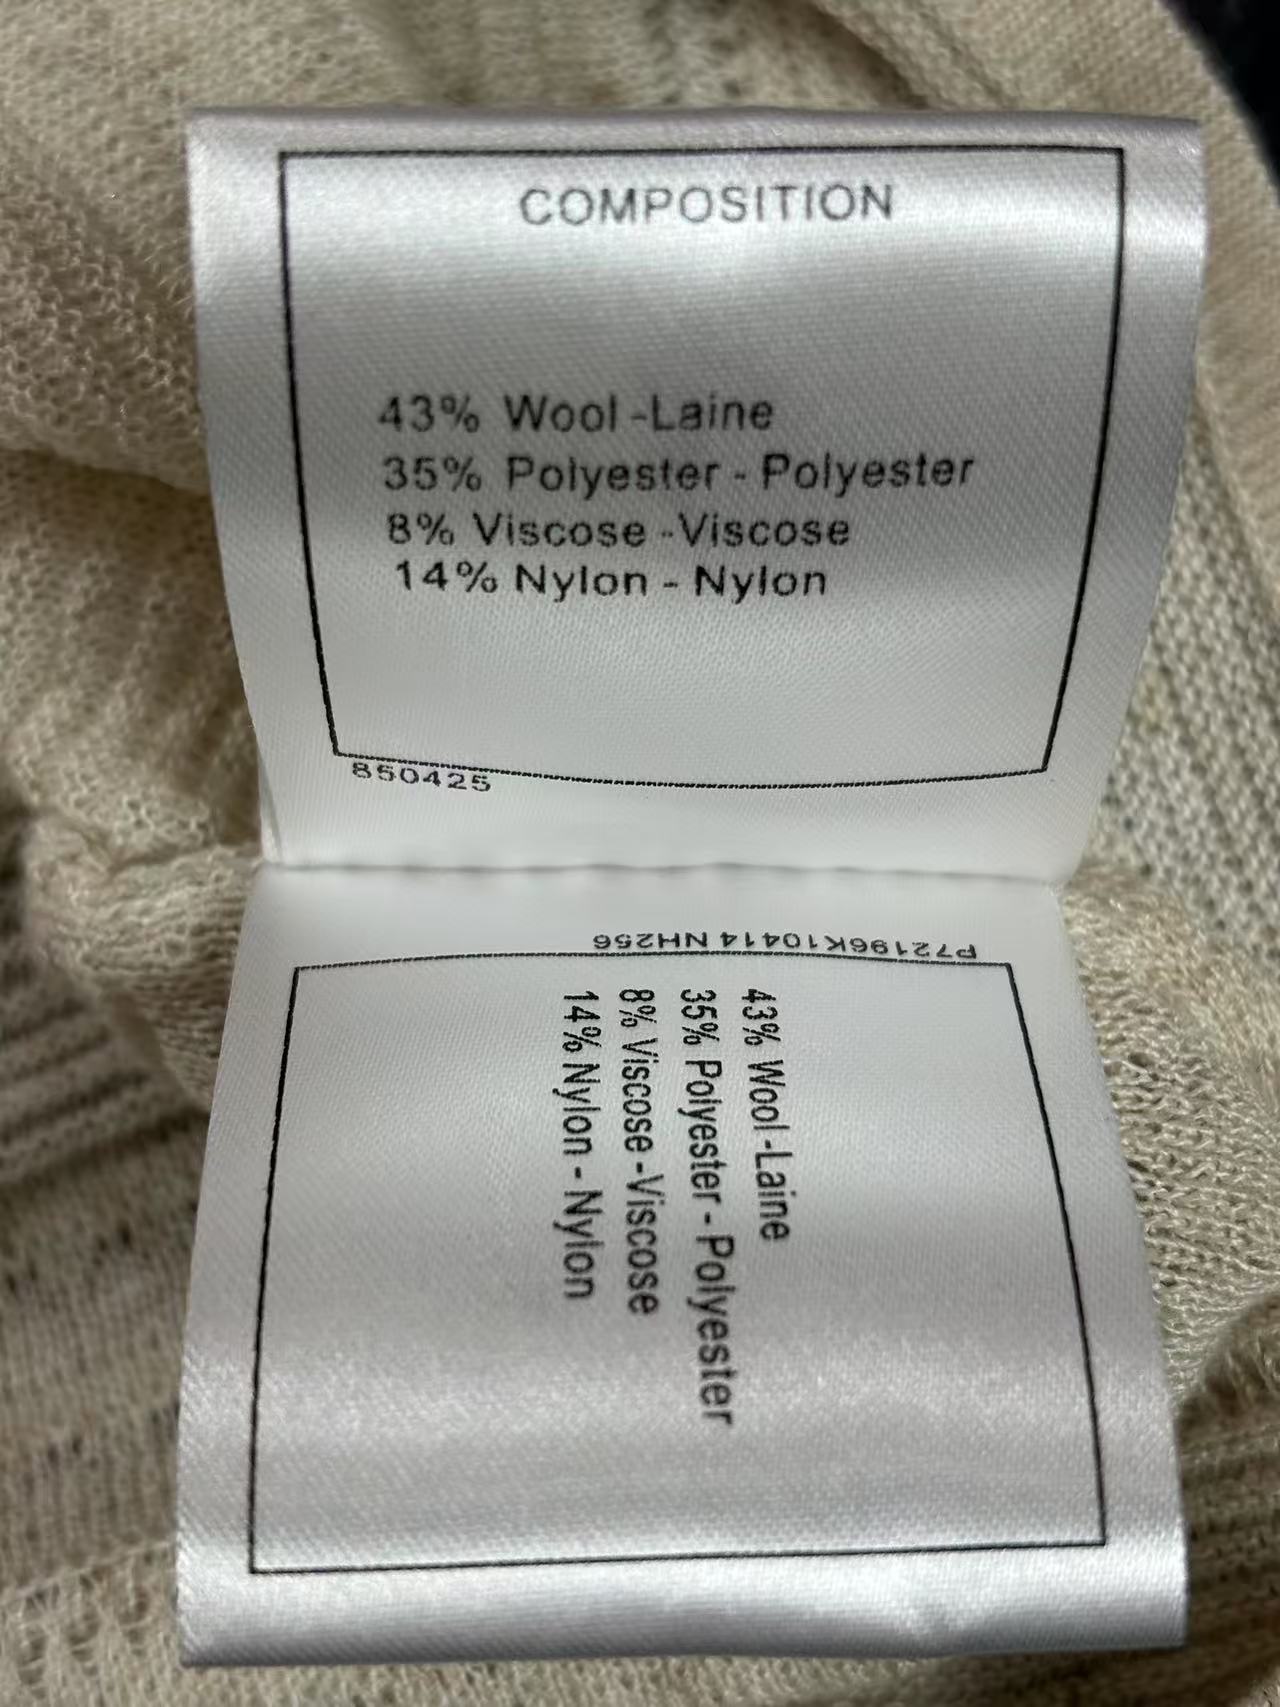 COMPOSITION
43% Wool -Laine
35% Polyester - Polyester
8% Viscose -Viscose
14% Nylon - Nylon
850425
P72196K10414 NH256
43% Wool -Laine
35% Polyester - Polyester
8% Viscose -Viscose
14% Nylon - Nylon